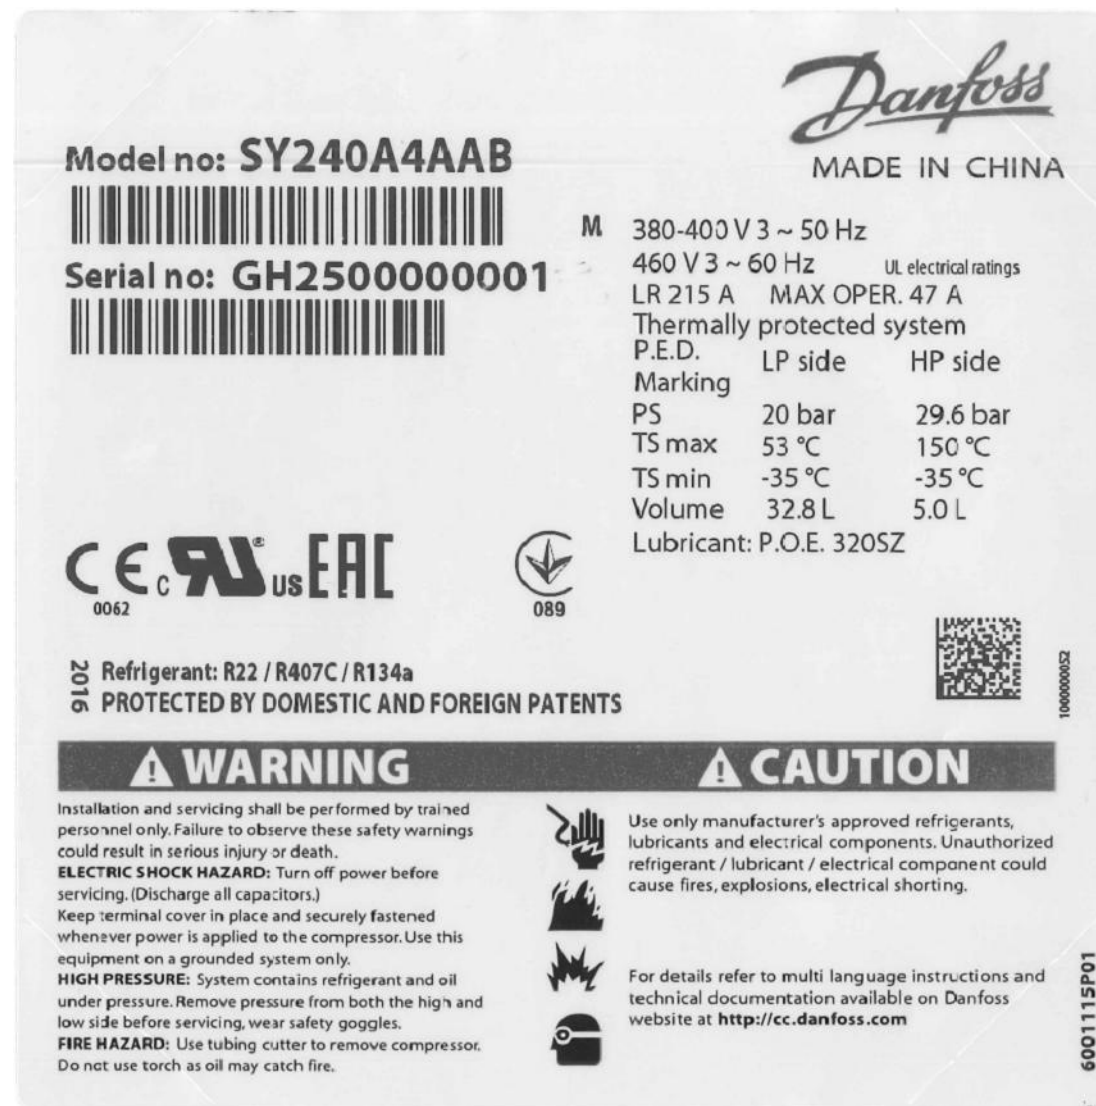 Danfoss
MADE IN CHINA
Model no: SY240A4AAB
Serial no: GH2500000001
M 380-400 V 3 ~ 50 Hz
460 V 3 ~ 60 Hz UL electrical ratings
LR 215 A MAX OPER. 47 A
Thermally protected system
P.E.D. LP side HP side
Marking
PS 20 bar 29.6 bar
TS max 53 °C 150 °C
TS min -35 °C -35 °C
Volume 32.8 L 5.0 L
Lubricant: P.O.E. 320SZ
CE c RU ® US EAC
0062
089
2016
Refrigerant: R22 / R407C / R134a
PROTECTED BY DOMESTIC AND FOREIGN PATENTS
1000000052
WARNING
Installation and servicing shall be performed by trained
personnel only. Failure to observe these safety warnings
could result in serious injury or death.
ELECTRIC SHOCK HAZARD: Turn off power before
servicing. (Discharge all capacitors.)
Keep terminal cover in place and securely fastened
whenever power is applied to the compressor. Use this
equipment on a grounded system only.
HIGH PRESSURE: System contains refrigerant and oil
under pressure. Remove pressure from both the high and
low side before servicing, wear safety goggles.
FIRE HAZARD: Use tubing cutter to remove compressor.
Do not use torch as oil may catch fire.
CAUTION
Use only manufacturer's approved refrigerants,
lubricants and electrical components. Unauthorized
refrigerant / lubricant / electrical component could
cause fires, explosions, electrical shorting.
For details refer to multi language instructions and
technical documentation available on Danfoss
website at http://cc.danfoss.com
6001115P01